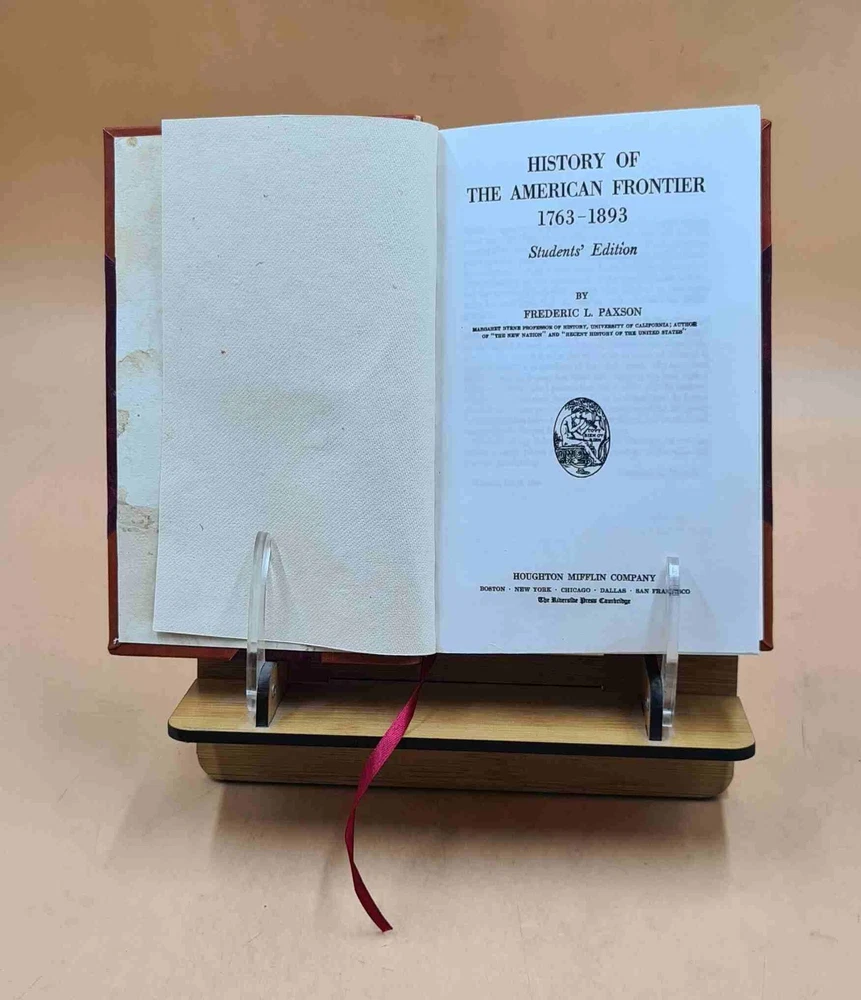 HISTORY OF
THE AMERICAN FRONTIER
1763-1893
Students' Edition
BY
FREDERIC L. PAXSON
MARGARET BYRNE PROFESSOR OF HISTORY, UNIVERSITY OF CALIFORNIA; AUTHOR
OF "THE NEW NATION" AND "RECENT HISTORY OF THE UNITED STATES"
HOUGHTON MIFFLIN COMPANY
BOSTON · NEW YORK · CHICAGO · DALLAS · SAN FRANCISCO
The Riverside Press Cambridge